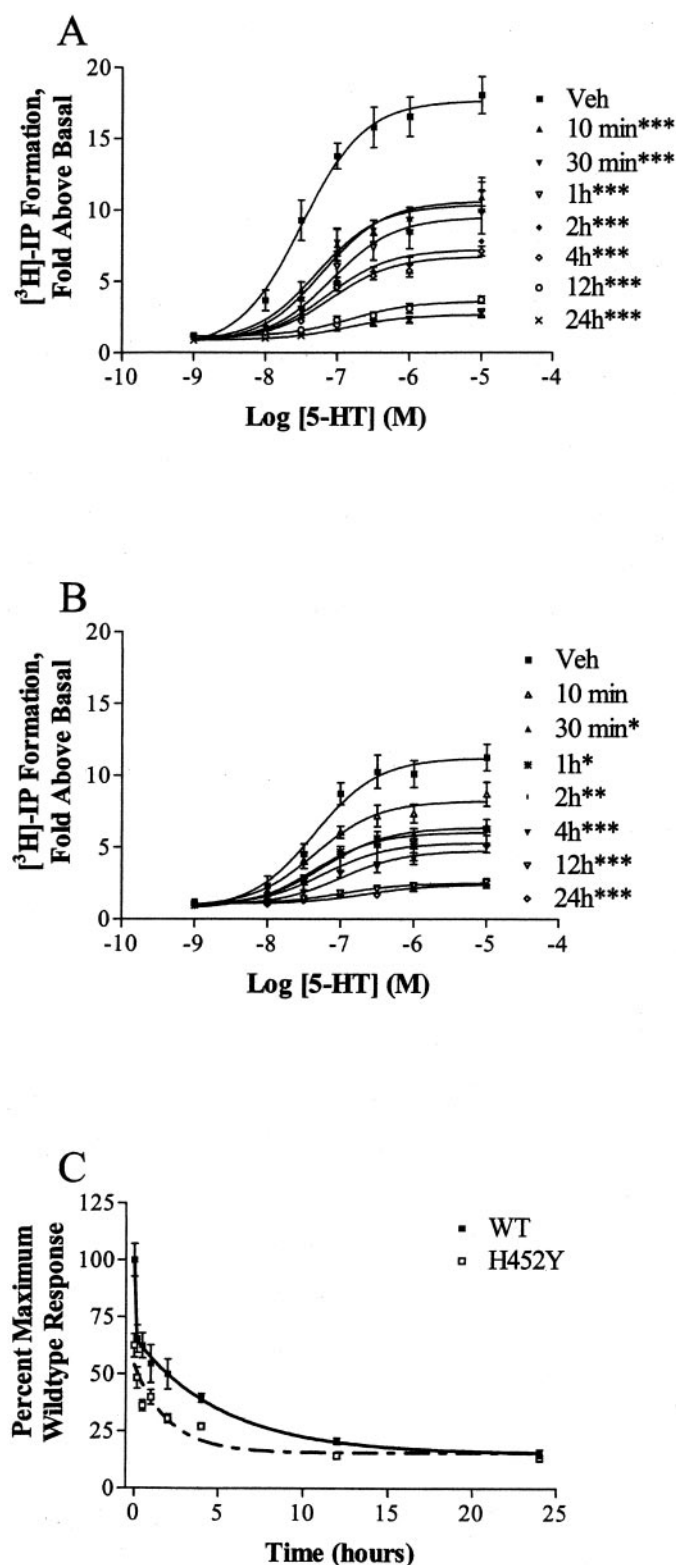 A
[³H]-IP Formation,
Fold Above Basal
20
15
10
5
0
-10
-9
-8
-7
-6
-5
-4
Log [5-HT] (M)
Veh
10 min***
30 min***
1h***
2h***
4h***
12h***
24h***
B
[³H]-IP Formation,
Fold Above Basal
20
15
10
5
0
-10
-9
-8
-7
-6
-5
-4
Log [5-HT] (M)
Veh
10 min
30 min*
1h*
2h**
4h***
12h***
24h***
C
Percent Maximum
Wildtype Response
125
100
75
50
25
0
0
5
10
15
20
25
Time (hours)
WT
H452Y